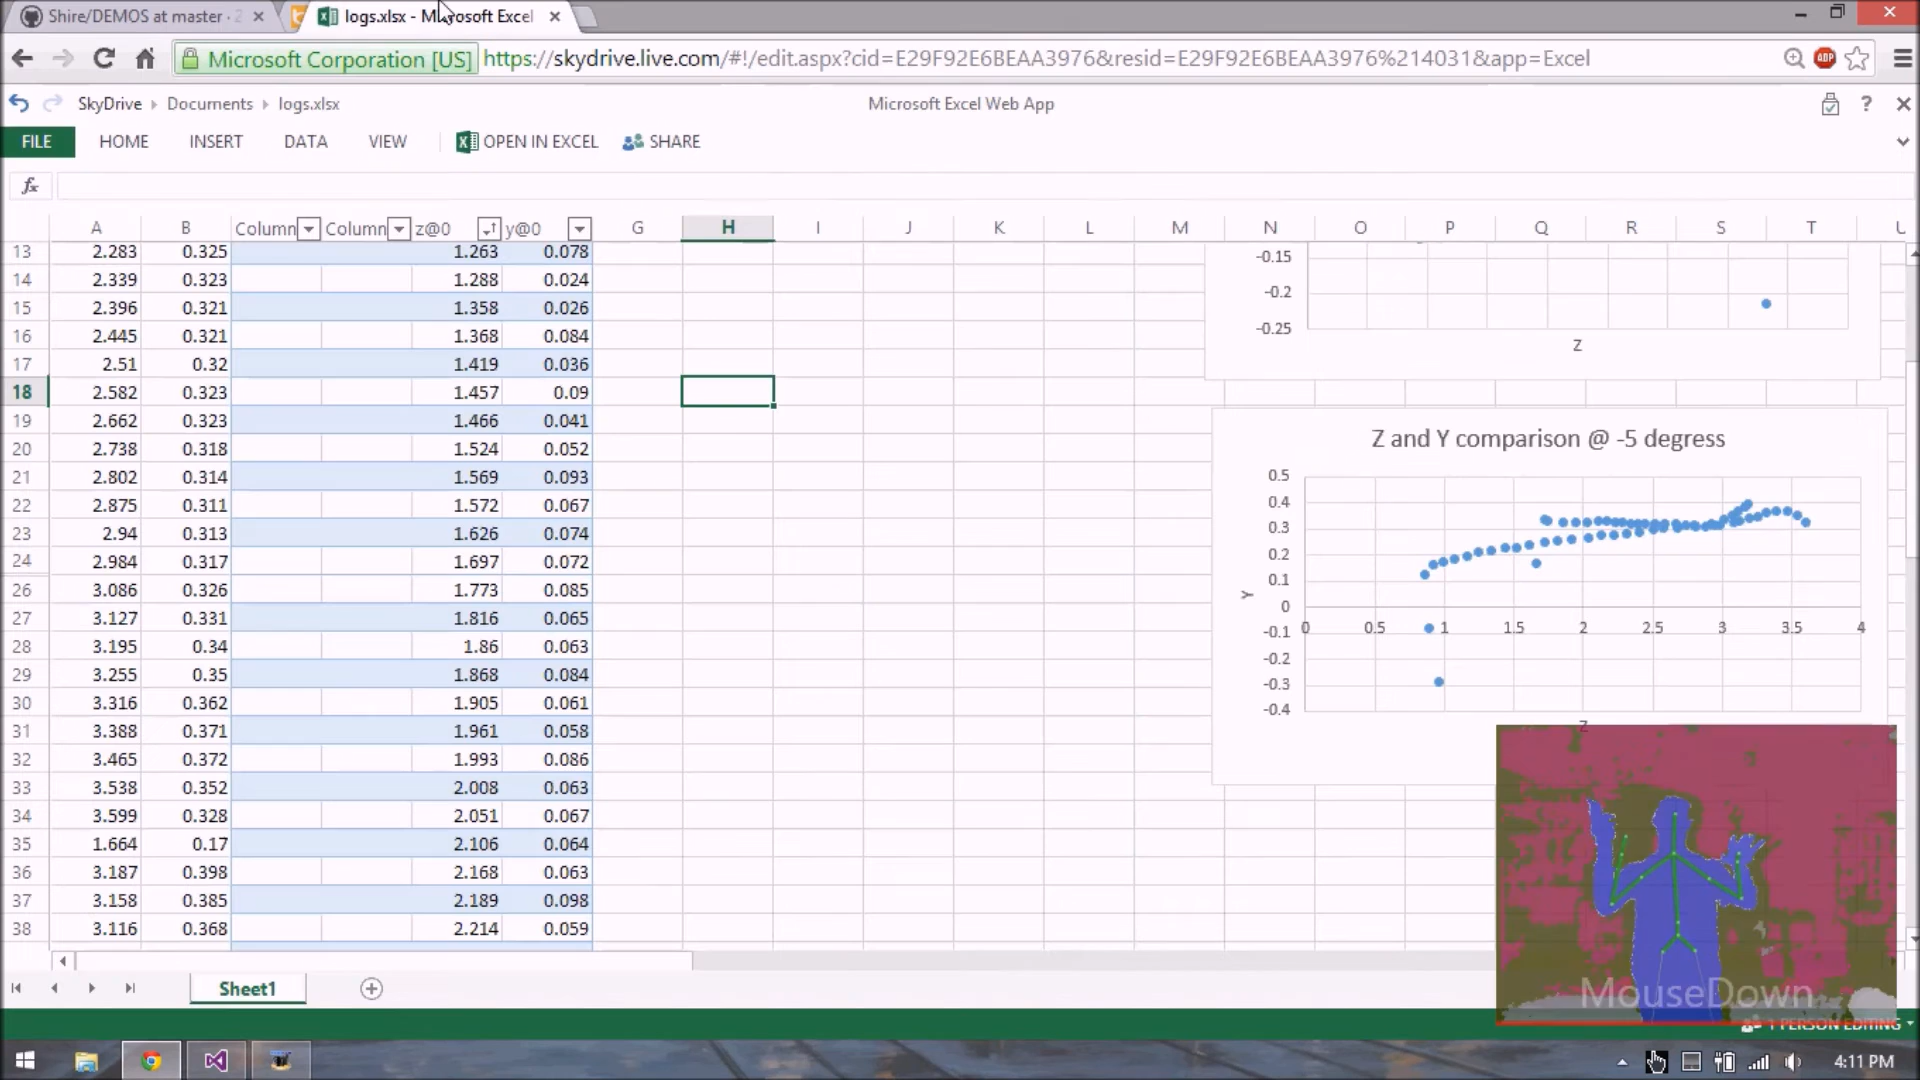 Shire/DEMOS at master ·
logs.xlsx - Microsoft Excel
Microsoft Corporation [US]
https://skydrive.live.com/#!/edit.aspx?cid=E29F92E6BEAA3976&resid=E29F92E6BEAA3976%214031&app=Excel
ABP
SkyDrive
Documents
logs.xlsx
Microsoft Excel Web App
FILE HOME INSERT DATA VIEW OPEN IN EXCEL SHARE
fx
A B Column Column z@0 y@0 G H I J K L M N O P Q R S T U
13 2.283 0.325 1.263 0.078
14 2.339 0.323 1.288 0.024
15 2.396 0.321 1.358 0.026
16 2.445 0.321 1.368 0.084
17 2.51 0.32 1.419 0.036
18 2.582 0.323 1.457 0.09
19 2.662 0.323 1.466 0.041
20 2.738 0.318 1.524 0.052
21 2.802 0.314 1.569 0.093
22 2.875 0.311 1.572 0.067
23 2.94 0.313 1.626 0.074
24 2.984 0.317 1.697 0.072
26 3.086 0.326 1.773 0.085
27 3.127 0.331 1.816 0.065
28 3.195 0.34 1.86 0.063
29 3.255 0.35 1.868 0.084
30 3.316 0.362 1.905 0.061
31 3.388 0.371 1.961 0.058
32 3.465 0.372 1.993 0.086
33 3.538 0.352 2.008 0.063
34 3.599 0.328 2.051 0.067
35 1.664 0.17 2.106 0.064
36 3.187 0.398 2.168 0.063
37 3.158 0.385 2.189 0.098
38 3.116 0.368 2.214 0.059
-0.15
-0.2
-0.25
Z
Z and Y comparison @ -5 degress
0.5
0.4
0.3
0.2
0.1
0
-0.1
-0.2
-0.3
-0.4
Y
0 0.5 1 1.5 2 2.5 3 3.5 4
Z
MouseDown
Sheet1
1 PERSON EDITING
4:11 PM